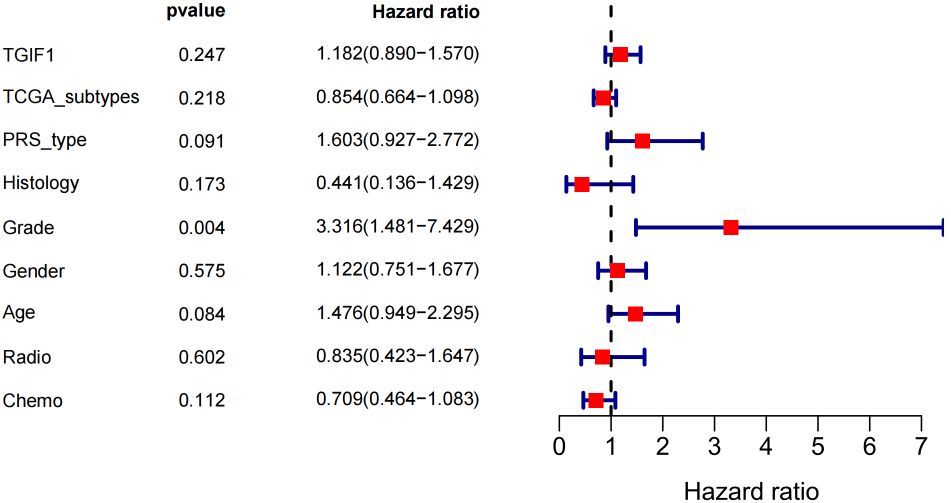 pvalue Hazard ratio
TGIF1 0.247 1.182(0.890−1.570)
TCGA_subtypes 0.218 0.854(0.664−1.098)
PRS_type 0.091 1.603(0.927−2.772)
Histology 0.173 0.441(0.136−1.429)
Grade 0.004 3.316(1.481−7.429)
Gender 0.575 1.122(0.751−1.677)
Age 0.084 1.476(0.949−2.295)
Radio 0.602 0.835(0.423−1.647)
Chemo 0.112 0.709(0.464−1.083)
0 1 2 3 4 5 6 7
Hazard ratio